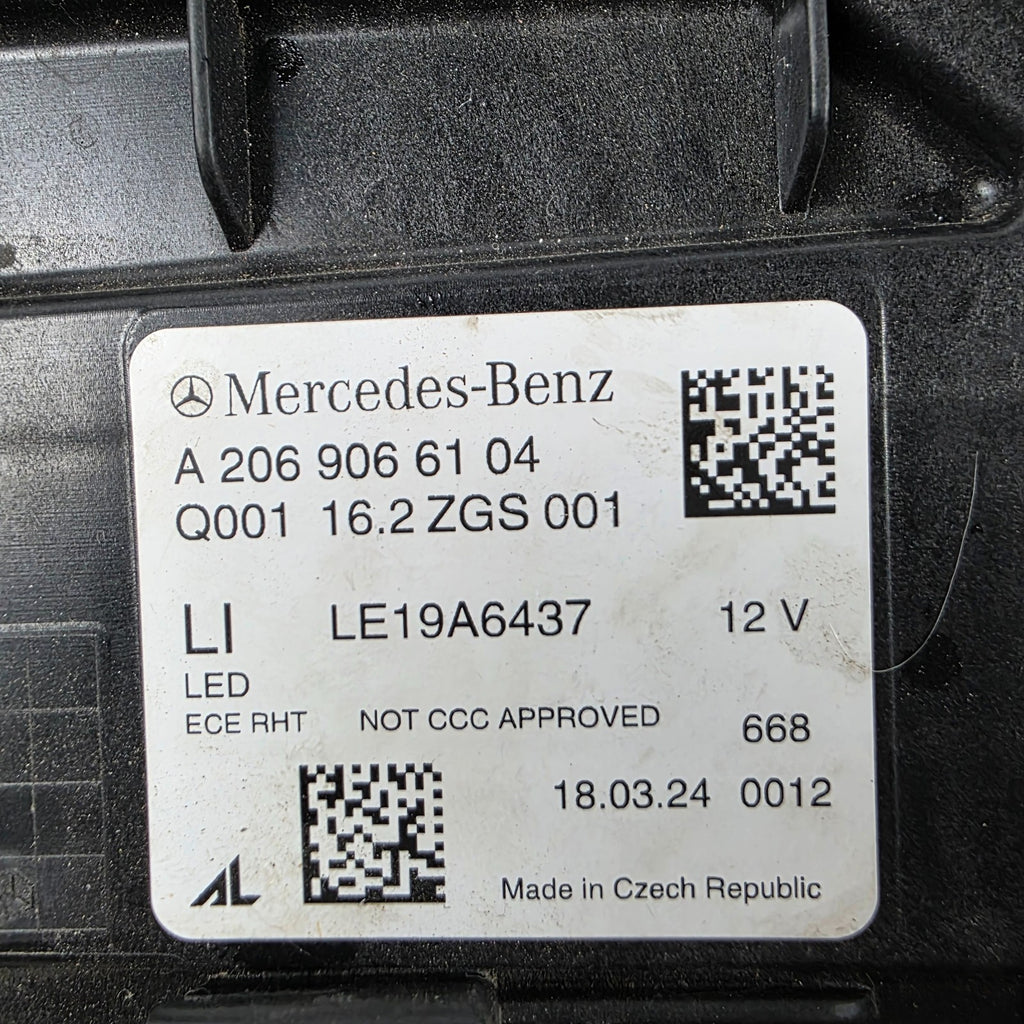 Mercedes-Benz
A 206 906 61 04
Q001 16.2 ZGS 001
LI LE19A6437 12 V
LED
ECE RHT NOT CCC APPROVED 668
18.03.24 0012
AL Made in Czech Republic